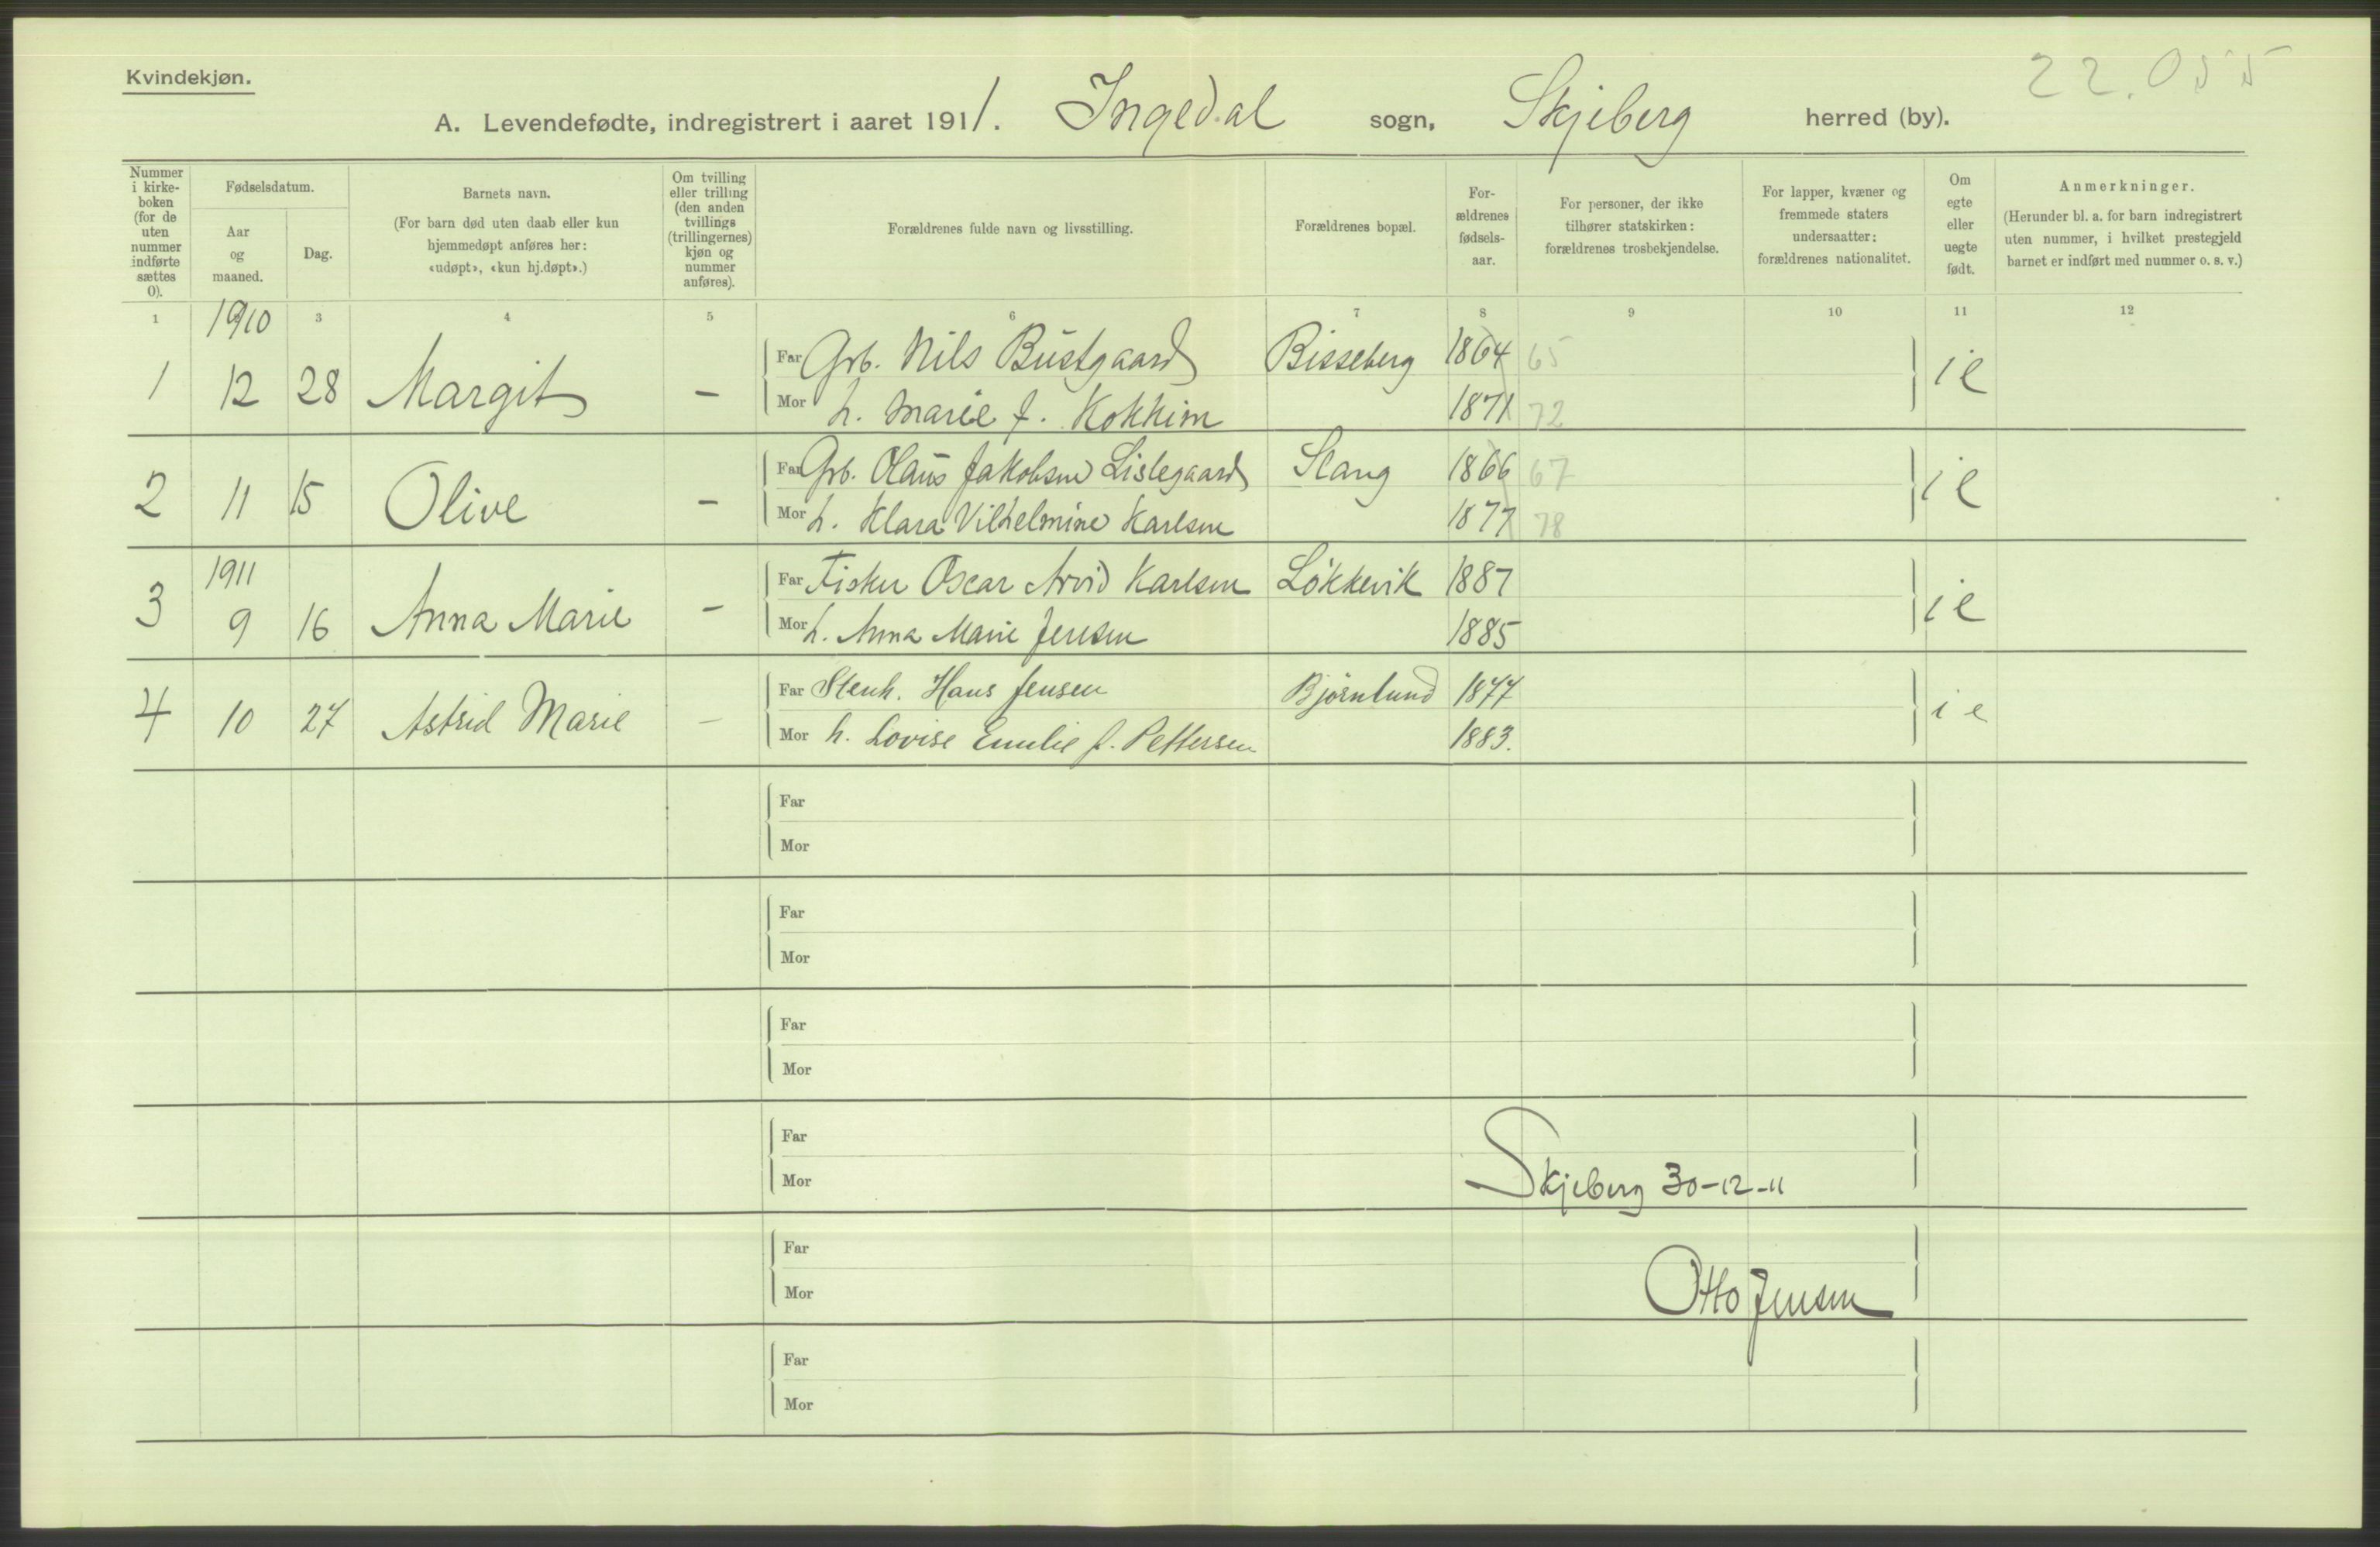 Kvindekjøn.
22.055
A. Levendefødte, indregistrert i aaret 1911. Ingedal sogn, Skjeberg herred (by).
Nummer i kirke-boken (for de uten nummer indførte sættes 0).
Fødselsdatum.
Aar og maaned.
Dag.
Barnets navn.
(For barn død uten daab eller kun hjemmedøpt anføres her: «udøpt», «kun hj.døpt».)
Om tvilling eller trilling (den anden tvillings (trillingernes) kjøn og nummer anføres).
Forældrenes fulde navn og livsstilling.
Forældrenes bopæl.
For-ældrenes fødsels-aar.
For personer, der ikke tilhører statskirken: forældrenes trosbekjendelse.
For lapper, kvæner og fremmede staters undersaatter: forældrenes nationalitet.
Om egte eller uegte født.
Anmerkninger.
(Herunder bl. a. for barn indregistrert uten nummer, i hvilket prestegjeld barnet er indført med nummer o. s. v.)
1 3 4 5 6 7 8 9 10 11 12
1910
1 12 28 Margit - Far Grb. Nils Bustgaard Bisseberg 1864 65 ie
Mor h. Marie f. Kokkim 1871 72
2 11 15 Olive - Far Grb. Olaus Jakobsen Lislegaard Stang 1866 67 ie
Mor h. Klara Vilhelmine Karlsen 1877 78
1911
3 9 16 Anna Marie - Far Fisker Oscar Arvid Karlsen Løkkevik 1887 ie
Mor h. Anna Marie Jensen 1885
4 10 27 Astrid Marie - Far Stenh. Hans Jensen Bjørnlund 1877 ie
Mor h. Lovise Emilie f. Pettersen 1883.
Far
Mor
Far
Mor
Far
Mor
Far
Mor Skjeberg 30-12-11
Far
Mor Otto Jensen
Far
Mor